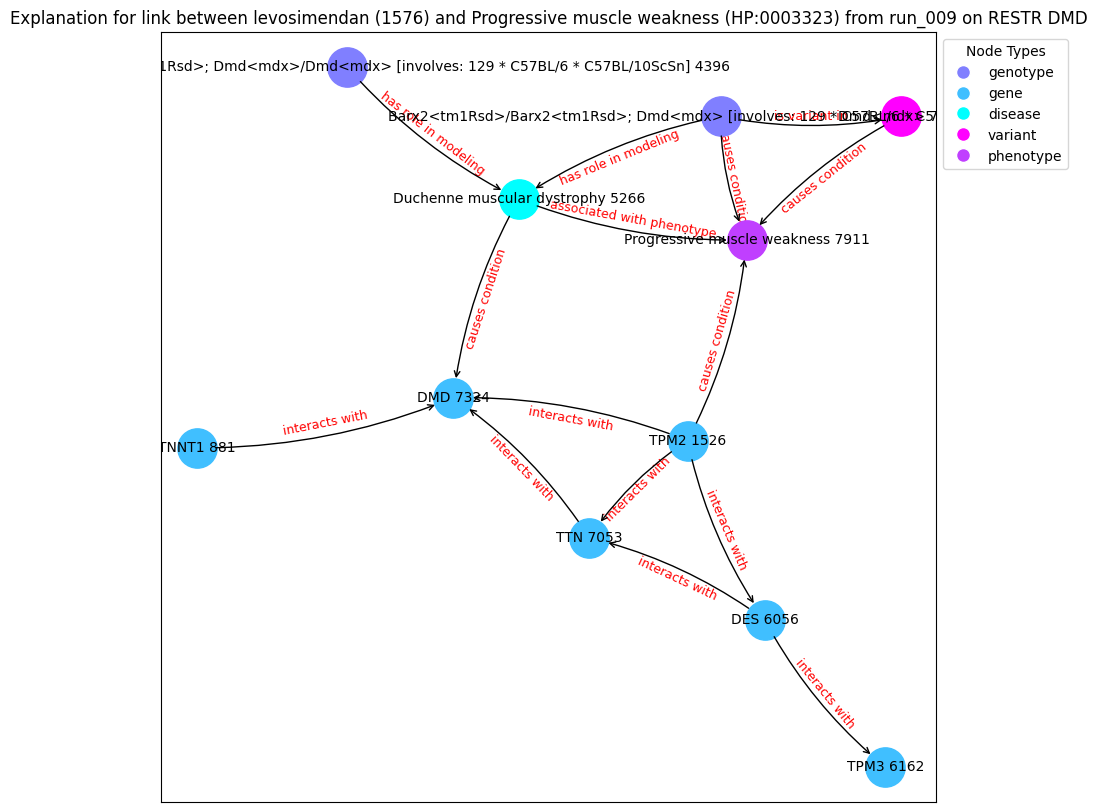 Explanation for link between levosimendan (1576) and Progressive muscle weakness (HP:0003323) from run_009 on RESTR DMD
Node Types
genotype
gene
disease
variant
phenotype
1Rsd>; Dmd<mdx>/Dmd<mdx> [involves: 129 * C57BL/6 * C57BL/10ScSn] 4396
has role in modeling
Barx2<tm1Rsd>/Barx2<tm1Rsd>; Dmd<mdx> [involves: 129 *
has role in modeling
causes condition
causes condition
Duchenne muscular dystrophy 5266
associated with phenotype
Progressive muscle weakness 7911
causes condition
causes condition
DMD 7324
interacts with
interacts with
TNNT1 881
TPM2 1526
interacts with
interacts with
interacts with
TTN 7053
interacts with
DES 6056
interacts with
TPM3 6162